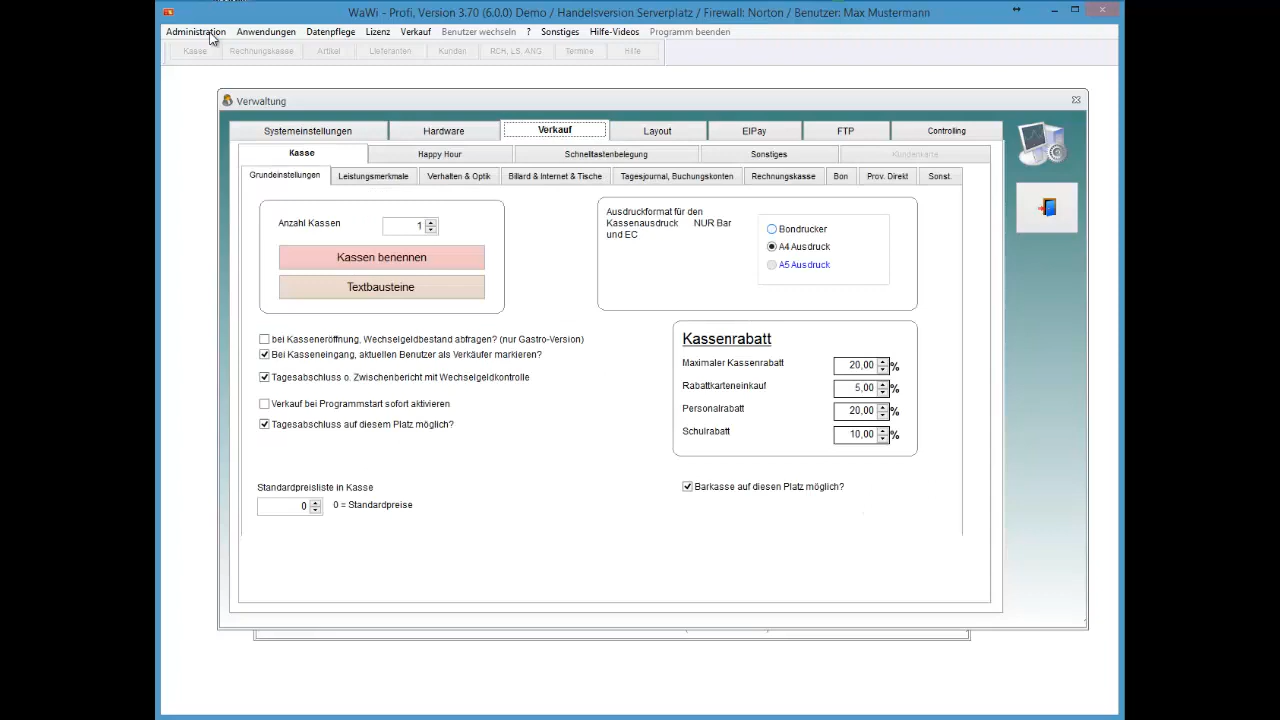 WaWi - Profi, Version 3.70 (6.0.0) Demo / Handelsversion Serverplatz / Firewall: Norton / Benutzer: Max Mustermann
Administration Anwendungen Datenpflege Lizenz Verkauf Benutzer wechseln ? Sonstiges Hilfe-Videos Programm beenden
Kasse Rechnungskasse Artikel Lieferanten Kunden RCH, LS, ANG Termine Hilfe
Verwaltung
Systemeinstellungen Hardware Verkauf Layout ElPay FTP Controlling
Kasse Happy Hour Schnelltastenbelegung Sonstiges Kundenkarte
Grundeinstellungen Leistungsmerkmale Verhalten & Optik Billard & Internet & Tische Tagesjournal, Buchungskonten Rechnungskasse Bon Prov. Direkt Sonst.
Anzahl Kassen 1
Kassen benennen
Textbausteine
Ausdruckformat für den
Kassenausdruck NUR Bar
und EC
Bondrucker
A4 Ausdruck
A5 Ausdruck
bei Kasseneröffnung, Wechselgeldbestand abfragen? (nur Gastro-Version)
Bei Kasseneingang, aktuellen Benutzer als Verkäufer markieren?
Tagesabschluss o. Zwischenbericht mit Wechselgeldkontrolle
Verkauf bei Programmstart sofort aktivieren
Tagesabschluss auf diesem Platz möglich?
Kassenrabatt
Maximaler Kassenrabatt 20,00 %
Rabattkarteneinkauf 5,00 %
Personalrabatt 20,00 %
Schulrabatt 10,00 %
Standardpreisliste in Kasse
0 0 = Standardpreise
Barkasse auf diesen Platz möglich?